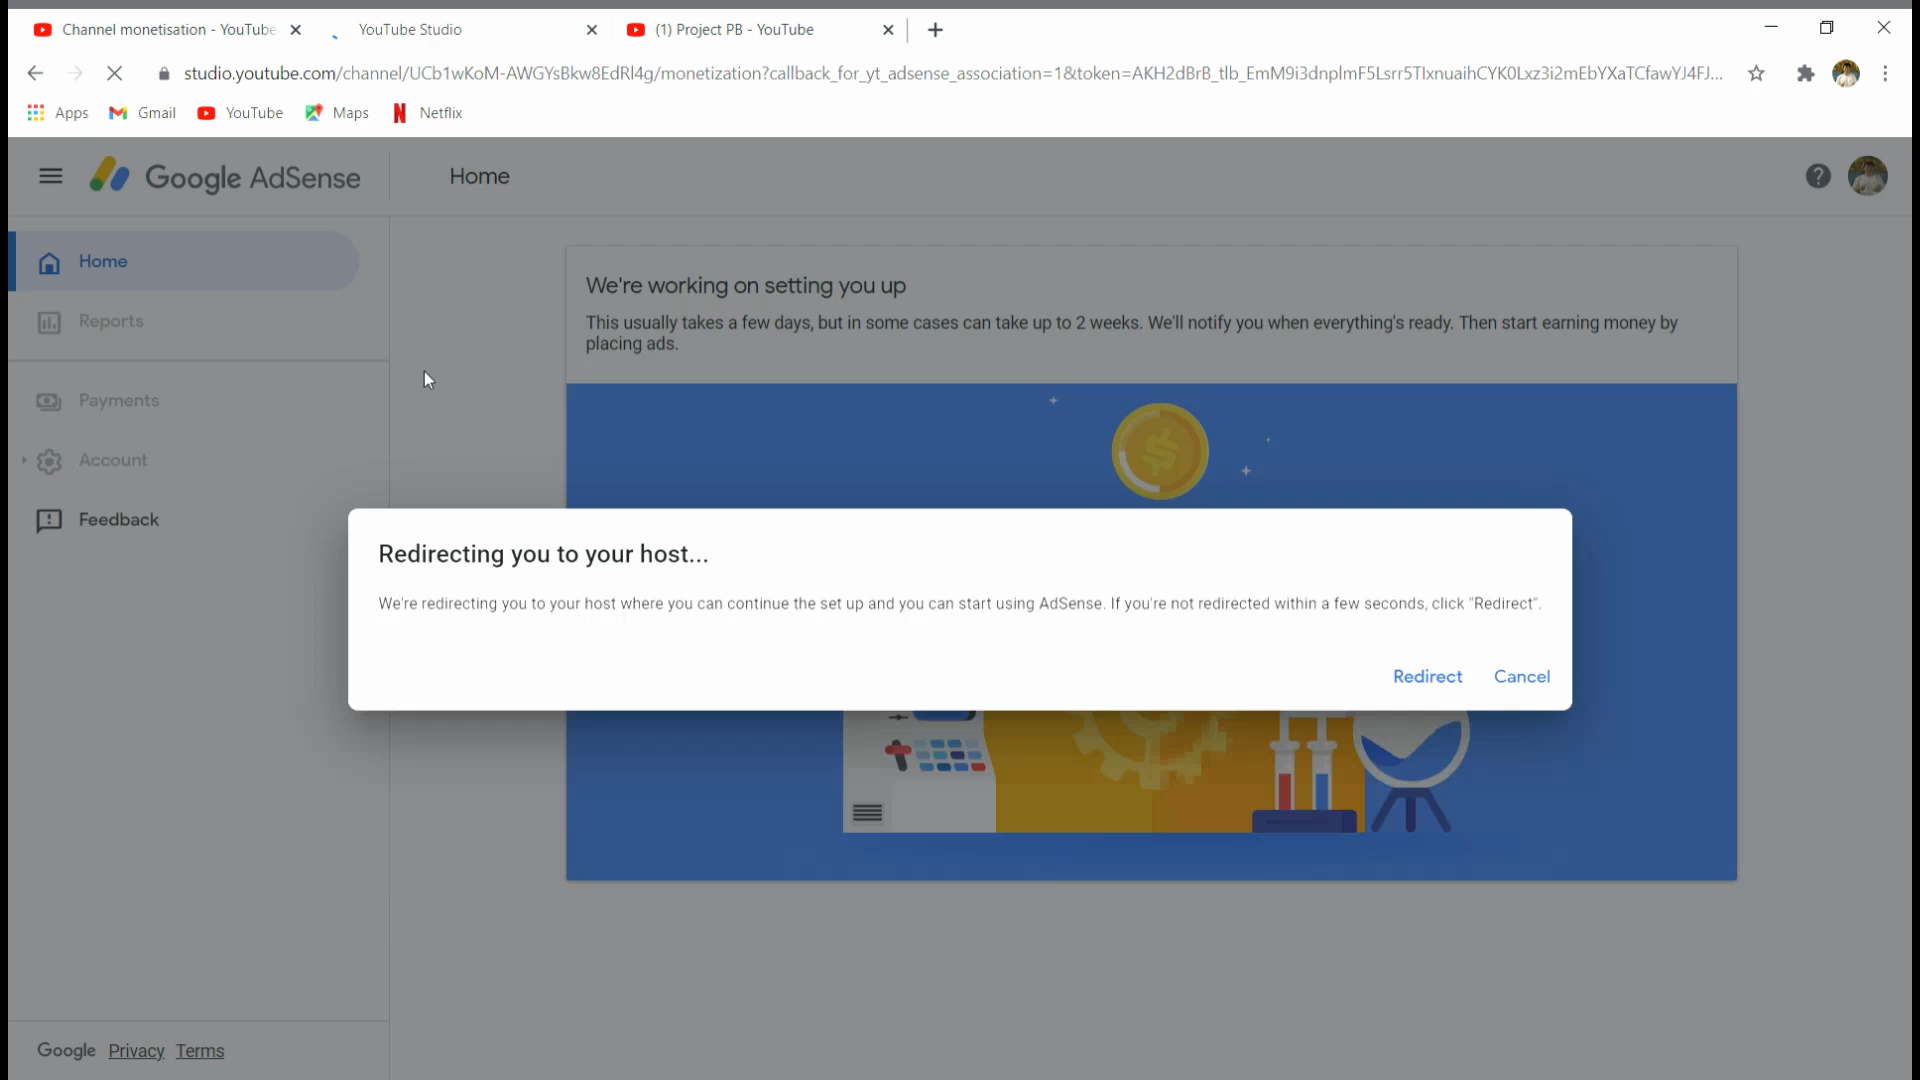 Channel monetisation - YouTube
YouTube Studio
(1) Project PB - YouTube
studio.youtube.com/channel/UCb1wKoM-AWGYsBkw8EdRl4g/monetization?callback_for_yt_adsense_association=1&token=AKH2dBrB_tlb_EmM9i3dnplmF5Lsrr5TIxnuaihCYK0Lxz3i2mEbYXaTCfawYJ4FJ...
Apps
Gmail
YouTube
Maps
Netflix
Google AdSense
Home
Home
Reports
Payments
Account
Feedback
We're working on setting you up
This usually takes a few days, but in some cases can take up to 2 weeks. We'll notify you when everything's ready. Then start earning money by
placing ads.
Redirecting you to your host...
We're redirecting you to your host where you can continue the set up and you can start using AdSense. If you're not redirected within a few seconds, click "Redirect".
Redirect
Cancel
Google Privacy Terms